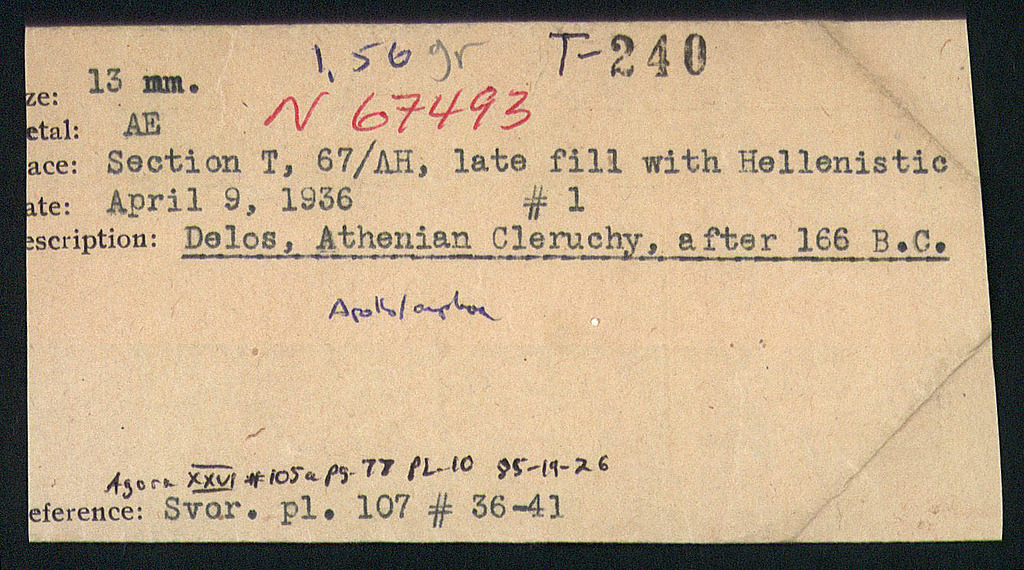 1,56 gr T-240
ze: 13 mm.
N 67493
etal: AE
ace: Section T, 67/ΛH, late fill with Hellenistic
ate: April 9, 1936 # 1
escription: Delos, Athenian Cleruchy, after 166 B.C.
Apollo/amphora
Agora XXVI #105a pg. 77 PL-10 85-19-26
eference: Svor. pl. 107 # 36-41